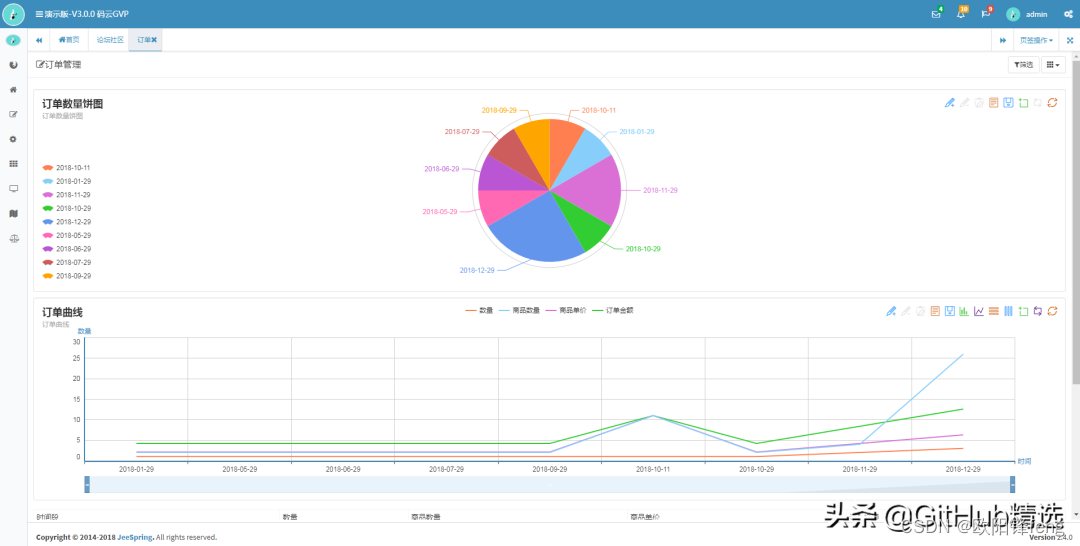 演示版-V3.0.0 码云GVP
4
10
9
admin
首页
论坛社区
订单
页签操作
订单管理
筛选
订单数量饼图
订单数量饼图
2018-10-11
2018-01-29
2018-11-29
2018-10-29
2018-12-29
2018-05-29
2018-06-29
2018-07-29
2018-09-29
2018-09-29
2018-10-11
2018-07-29
2018-01-29
2018-06-29
2018-11-29
2018-05-29
2018-10-29
2018-12-29
订单曲线
订单曲线
数量
商品数量
商品单价
订单金额
数量
30
25
20
15
10
5
0
2018-01-29
2018-05-29
2018-06-29
2018-07-29
2018-09-29
2018-10-11
2018-10-29
2018-11-29
2018-12-29
时间
时间段
数量
商品数量
商品单价
头条 @GitHub精选
CSDN @欧阳锋feng
Copyright © 2014-2018 JeeSpring. All rights reserved.
Version 2.4.0